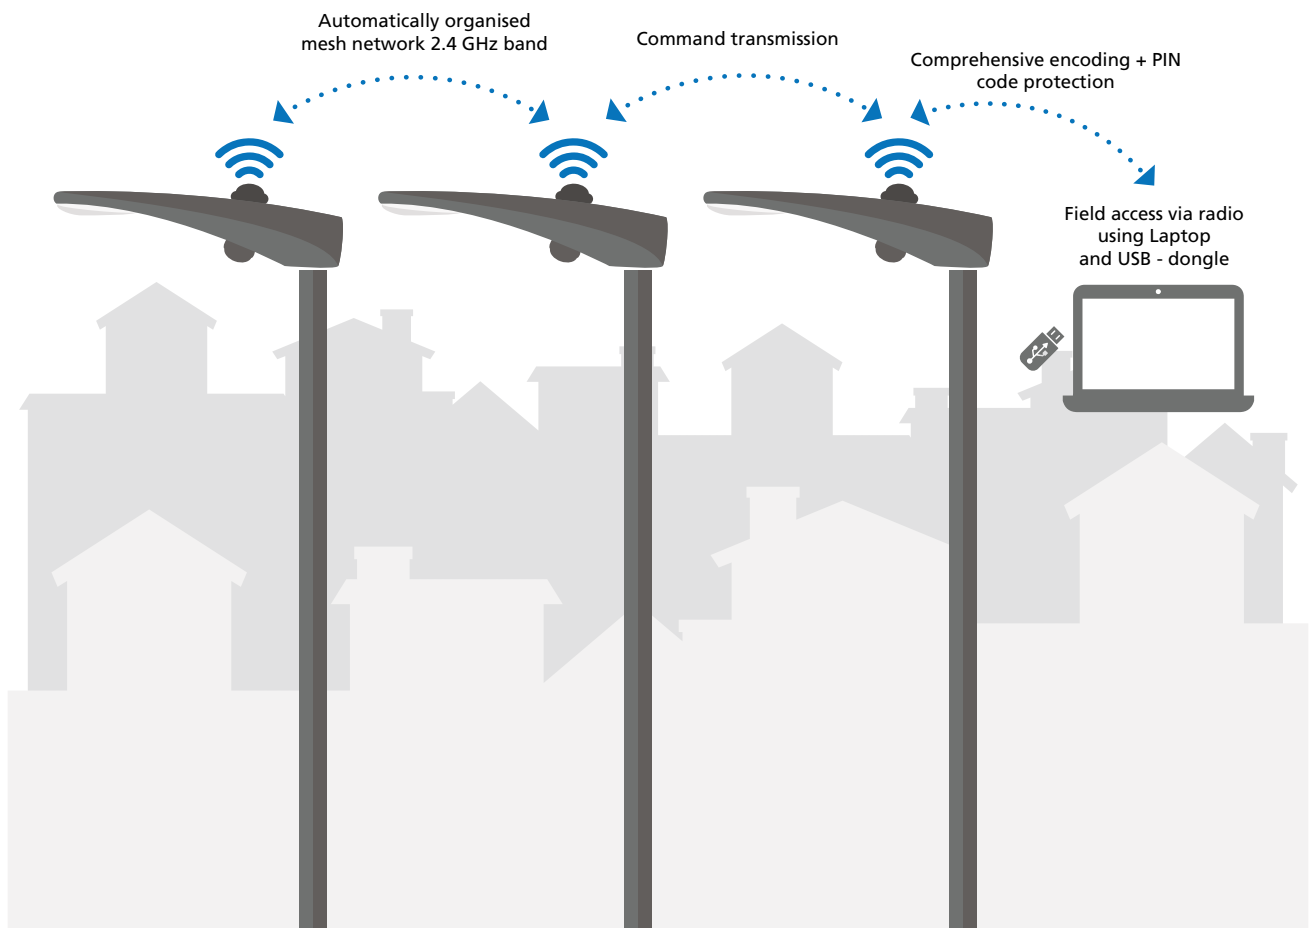 Automatically organised
mesh network 2.4 GHz band
Command transmission
Comprehensive encoding + PIN
code protection
Field access via radio
using Laptop
and USB - dongle